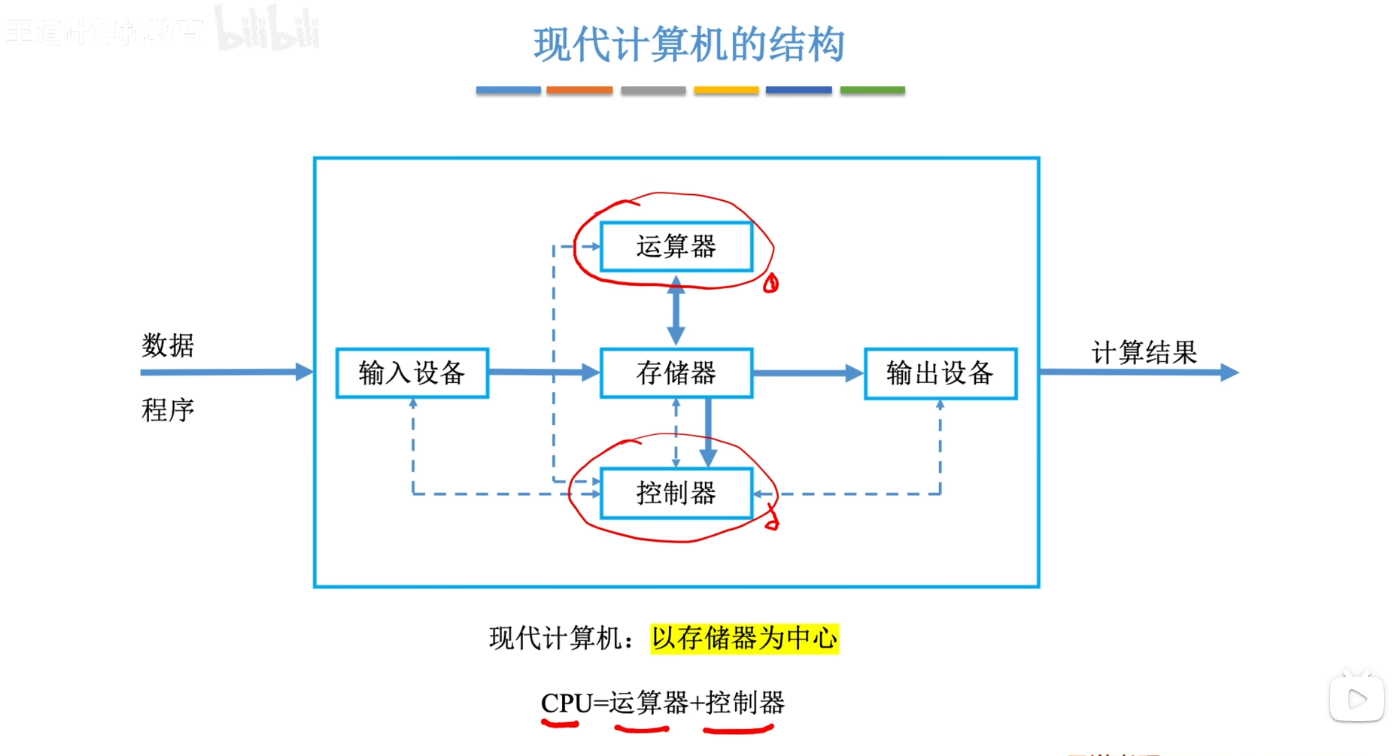 王道计算机教育 bilibili
现代计算机的结构
运算器
数据
程序
输入设备
存储器
输出设备
计算结果
控制器
现代计算机：以存储器为中心
CPU=运算器+控制器